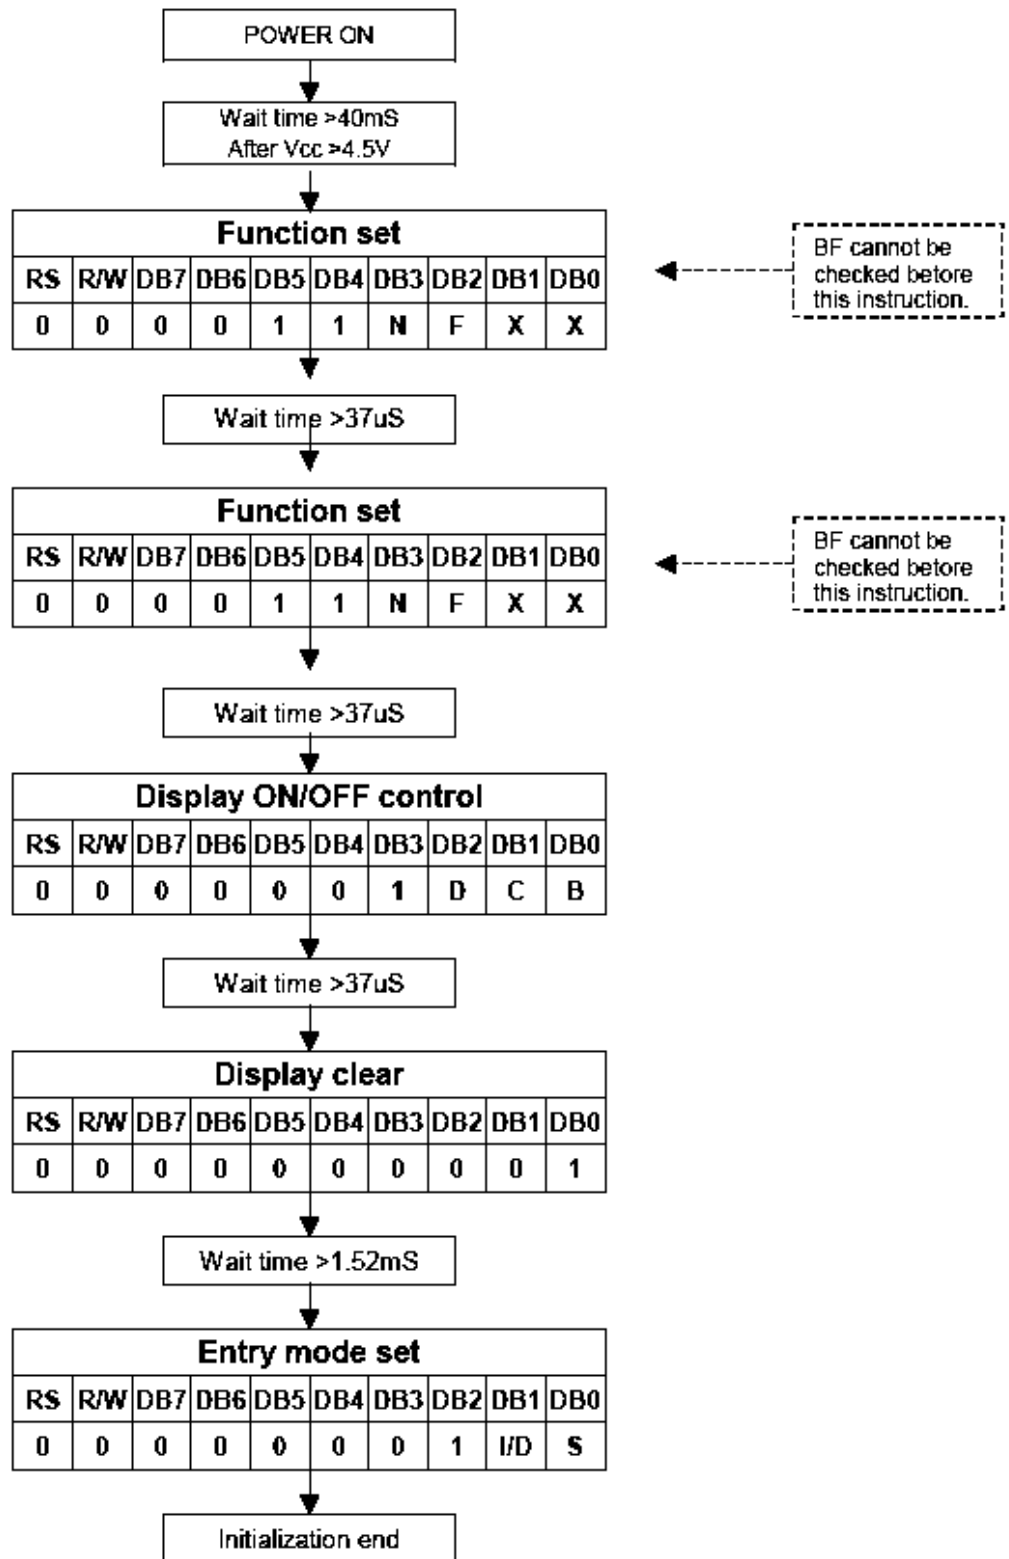 POWER ON
Wait time >40mS
After Vcc >4.5V
Function set
RS R/W DB7 DB6 DB5 DB4 DB3 DB2 DB1 DB0
0 0 0 0 1 1 N F X X
BF cannot be
checked before
this instruction.
Wait time >37uS
Function set
RS R/W DB7 DB6 DB5 DB4 DB3 DB2 DB1 DB0
0 0 0 0 1 1 N F X X
BF cannot be
checked before
this instruction.
Wait time >37uS
Display ON/OFF control
RS R/W DB7 DB6 DB5 DB4 DB3 DB2 DB1 DB0
0 0 0 0 0 0 1 D C B
Wait time >37uS
Display clear
RS R/W DB7 DB6 DB5 DB4 DB3 DB2 DB1 DB0
0 0 0 0 0 0 0 0 0 1
Wait time >1.52mS
Entry mode set
RS R/W DB7 DB6 DB5 DB4 DB3 DB2 DB1 DB0
0 0 0 0 0 0 0 1 I/D S
Initialization end